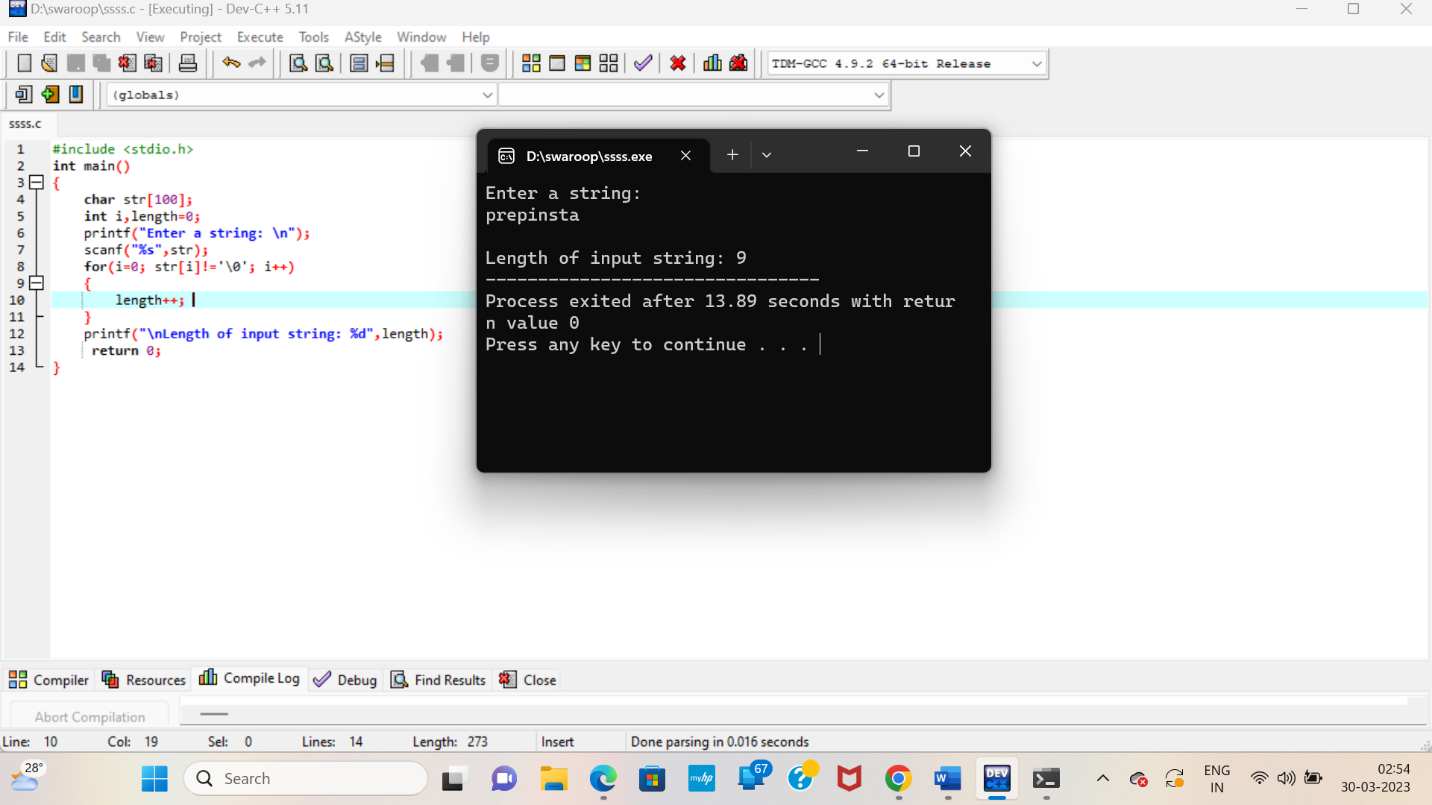 D:\swaroop\ssss.c - [Executing] - Dev-C++ 5.11
File Edit Search View Project Execute Tools AStyle Window Help
TDM-GCC 4.9.2 64-bit Release
(globals)
ssss.c
1 #include <stdio.h>
2 int main()
3 {
4 char str[100];
5 int i,length=0;
6 printf("Enter a string: \n");
7 scanf("%s",str);
8 for(i=0; str[i]!='\0'; i++)
9 {
10 length++;
11 }
12 printf("\nLength of input string: %d",length);
13 return 0;
14 }
D:\swaroop\ssss.exe
Enter a string:
prepinsta
Length of input string: 9
--------------------------------
Process exited after 13.89 seconds with retur
n value 0
Press any key to continue . . .
Compiler Resources Compile Log Debug Find Results Close
Abort Compilation
Line: 10 Col: 19 Sel: 0 Lines: 14 Length: 273 Insert Done parsing in 0.016 seconds
28°
Search
myhp
67
DEV C++
ENG
IN
02:54
30-03-2023